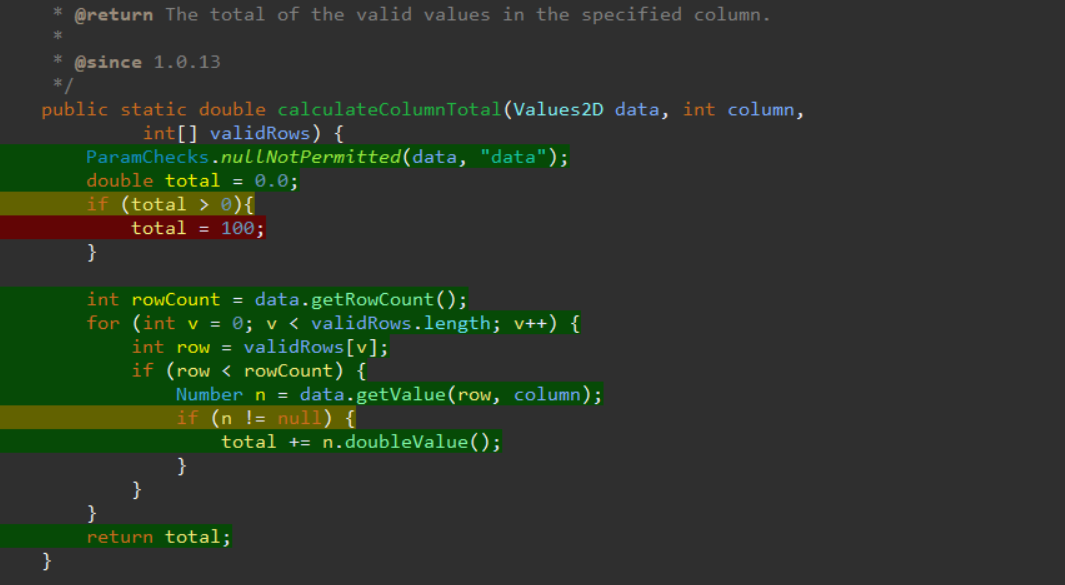 * @return The total of the valid values in the specified column.
*
* @since 1.0.13
*/
public static double calculateColumnTotal(Values2D data, int column,
int[] validRows) {
ParamChecks.nullNotPermitted(data, "data");
double total = 0.0;
if (total > 0){
total = 100;
}
int rowCount = data.getRowCount();
for (int v = 0; v < validRows.length; v++) {
int row = validRows[v];
if (row < rowCount) {
Number n = data.getValue(row, column);
if (n != null) {
total += n.doubleValue();
}
}
}
return total;
}